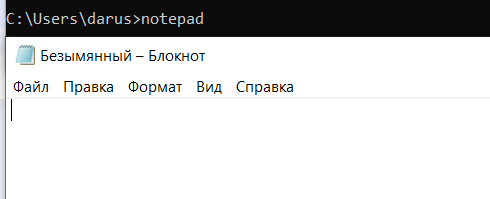 C:\Users\darus>notepad
Безымянный – Блокнот
Файл Правка Формат Вид Справка